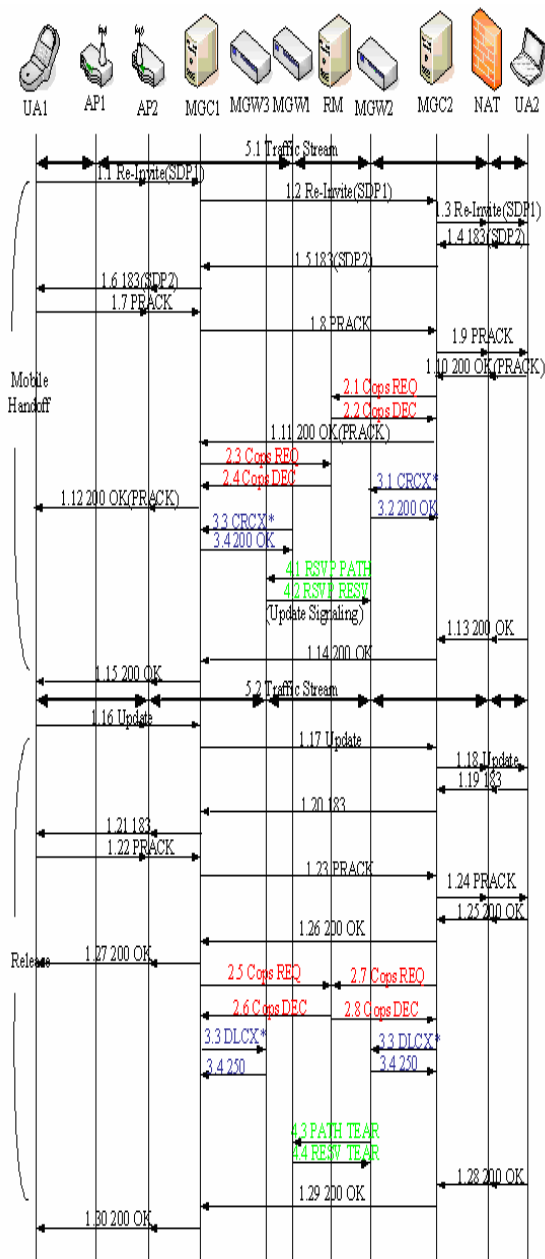 UA1 AP1 AP2 MGC1 MGW3 MGW1 RM MGW2 MGC2 NAT UA2
5.1 Traffic Stream
1.1 Re-Invite(SDP1)
1.2 Re-Invite(SDP1)
1.3 Re-Invite(SDP1)
1.4 183(SDP2)
1.5 183(SDP2)
1.6 183(SDP2)
1.7 PRACK
1.8 PRACK
1.9 PRACK
1.10 200 OK(PRACK)
Mobile
Handoff
2.1 Cops REQ
2.2 Cops DEC
1.11 200 OK(PRACK)
2.3 Cops REQ
2.4 Cops DEC
3.1 CRCX*
1.12 200 OK(PRACK)
3.2 200 OK
3.3 CRCX*
3.4 200 OK
4.1 RSVP PATH
4.2 RSVP RESV
(Update Signaling)
1.13 200 OK
1.14 200 OK
1.15 200 OK
5.2 Traffic Stream
1.16 Update
1.17 Update
1.18 Update
1.19 183
1.20 183
1.21 183
1.22 PRACK
1.23 PRACK
1.24 PRACK
1.25 200 OK
1.26 200 OK
Release
1.27 200 OK
2.5 Cops REQ
2.7 Cops REQ
2.6 Cops DEC
2.8 Cops DEC
3.3 DLCX*
3.3 DLCX*
3.4 250
3.4 250
4.3 PATH TEAR
4.4 RESV TEAR
1.28 200 OK
1.29 200 OK
1.30 200 OK